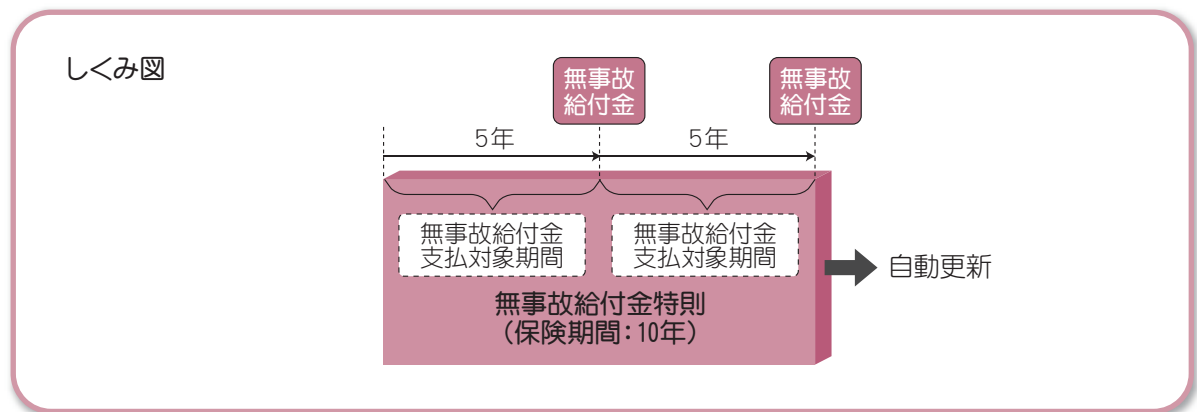 しくみ図
無事故
給付金
無事故
給付金
5年
5年
無事故給付金
支払対象期間
無事故給付金
支払対象期間
自動更新
無事故給付金特則
（保険期間：10年）